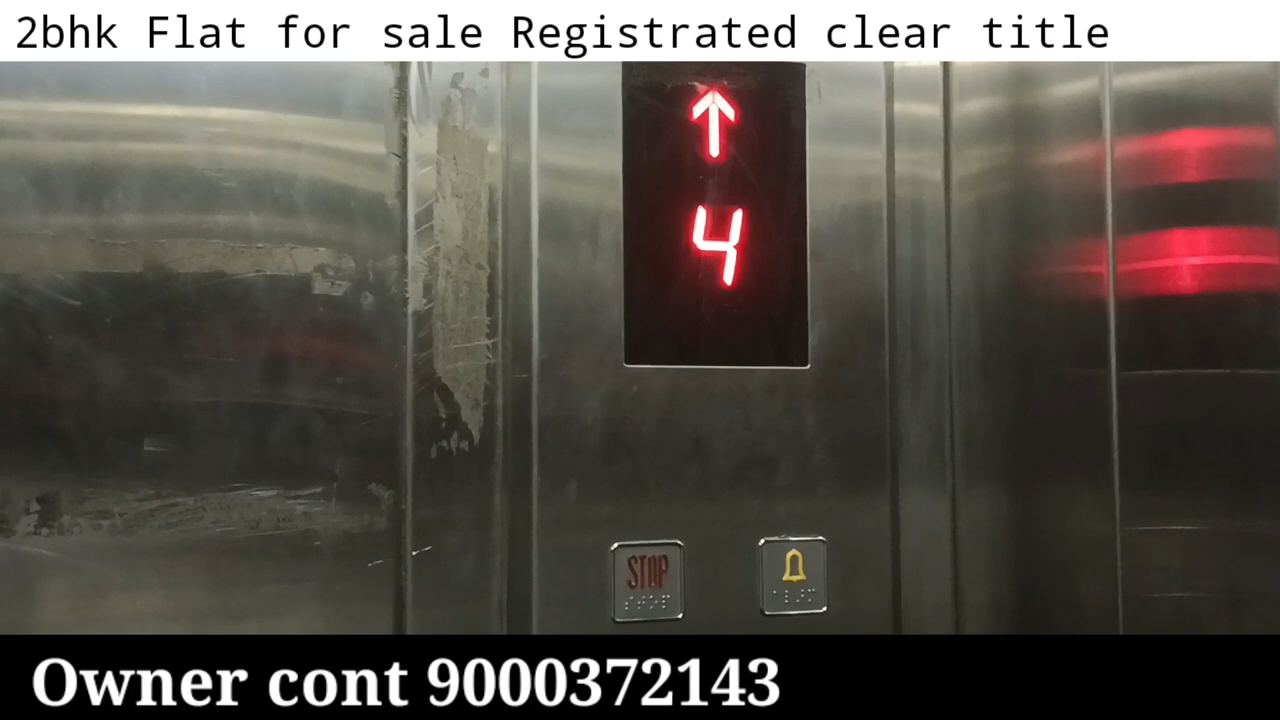 2bhk Flat for sale Registrated clear title
↑
4
STOP
Owner cont 9000372143